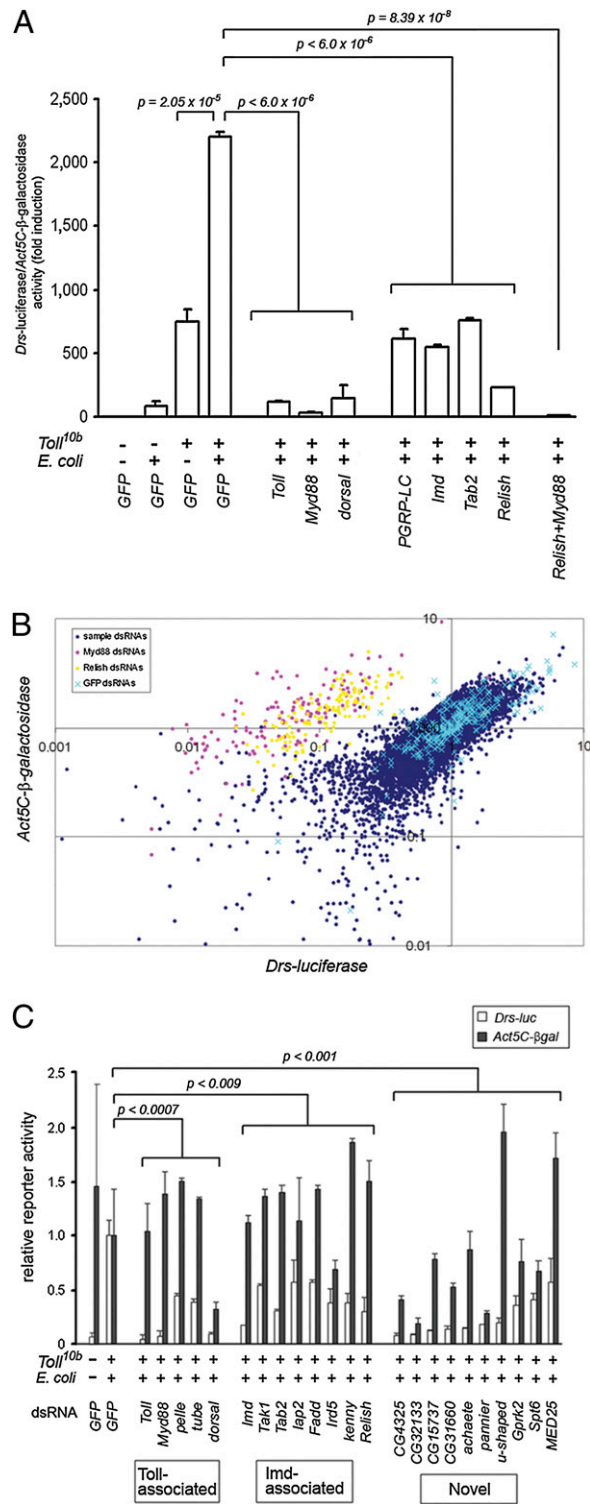 A
p = 8.39 x 10-8
p < 6.0 x 10-6
p = 2.05 x 10-5
p < 6.0 x 10-6
Drs-luciferase/Act5C-β-galactosidase
activity (fold induction)
2,500
2,000
1,500
1,000
500
0
Toll10b - - + + + + + + + + + +
E. coli - + - + + + + + + + + +
GFP GFP GFP GFP Toll Myd88 dorsal PGRP-LC Imd Tab2 Relish Relish+Myd88
B
sample dsRNAs
Myd88 dsRNAs
Relish dsRNAs
GFP dsRNAs
Act5C-β-galactosidase
10
0.001 0.01 0.1 10
0.1
0.01
Drs-luciferase
C
Drs-luc
Act5C-βgal
p < 0.001
p < 0.009
p < 0.0007
relative reporter activity
2.5
2.0
1.5
1.0
0.5
0
Toll10b - + + + + + + + + + + + + + + + + + + + + + + + +
E. coli - + + + + + + + + + + + + + + + + + + + + + + + +
dsRNA
GFP GFP Toll Myd88 pelle tube dorsal Imd Tak1 Tab2 Iap2 Fadd Ird5 kenny Relish CG4325 CG32133 CG15737 CG31660 achaete pannier u-shaped Gprk2 Spt6 MED25
Toll-
associated
Imd-
associated
Novel